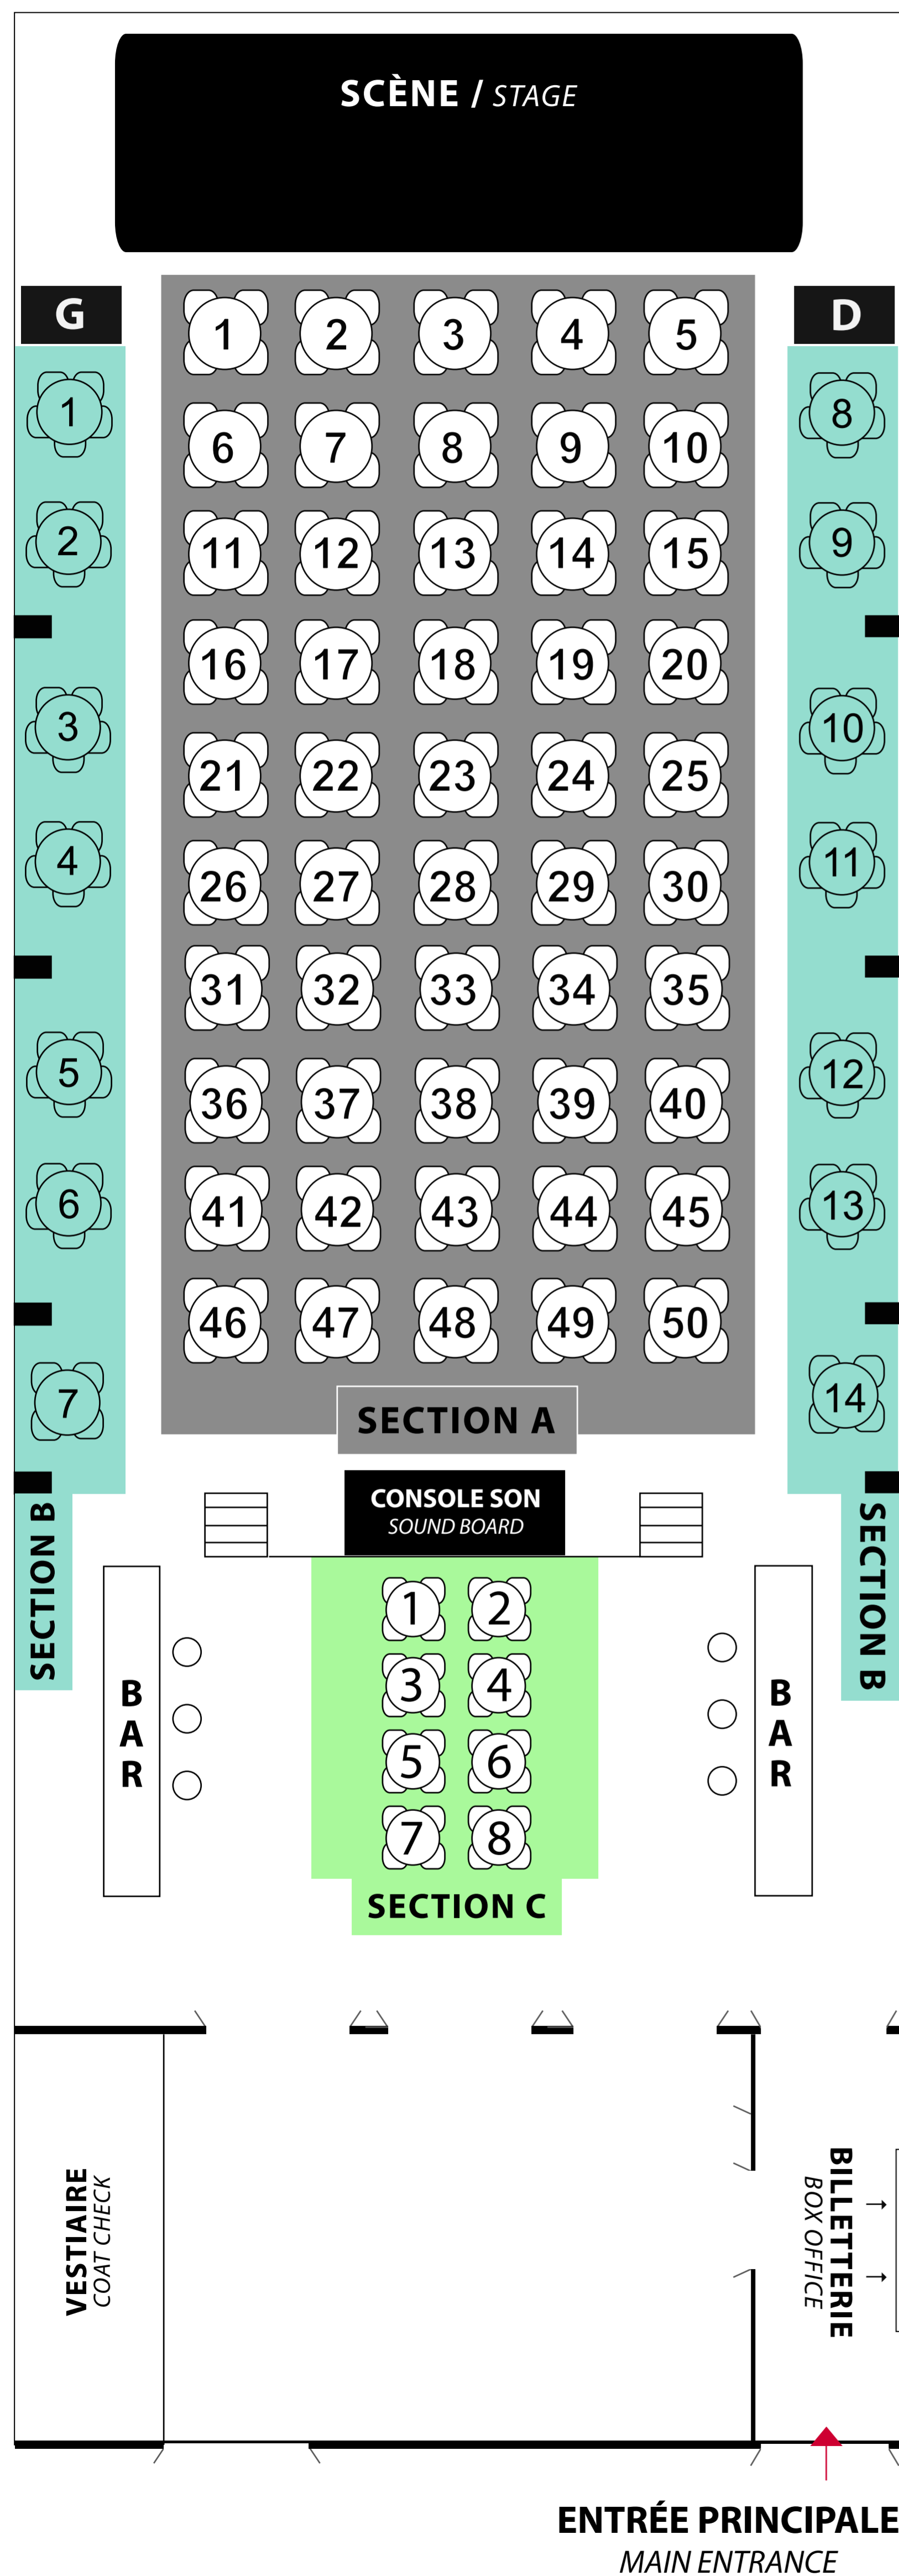 SCÈNE / STAGE
G
D
1 2 3 4 5
1
8
6 7 8 9 10
2
9
11 12 13 14 15
16 17 18 19 20
3
10
21 22 23 24 25
4
11
26 27 28 29 30
31 32 33 34 35
5
12
36 37 38 39 40
6
13
41 42 43 44 45
46 47 48 49 50
7
14
SECTION A
CONSOLE SON
SOUND BOARD
SECTION B
SECTION B
1 2
3 4
5 6
7 8
BAR
BAR
SECTION C
VESTIAIRE
COAT CHECK
BILLETTERIE
BOX OFFICE
ENTRÉE PRINCIPALE
MAIN ENTRANCE